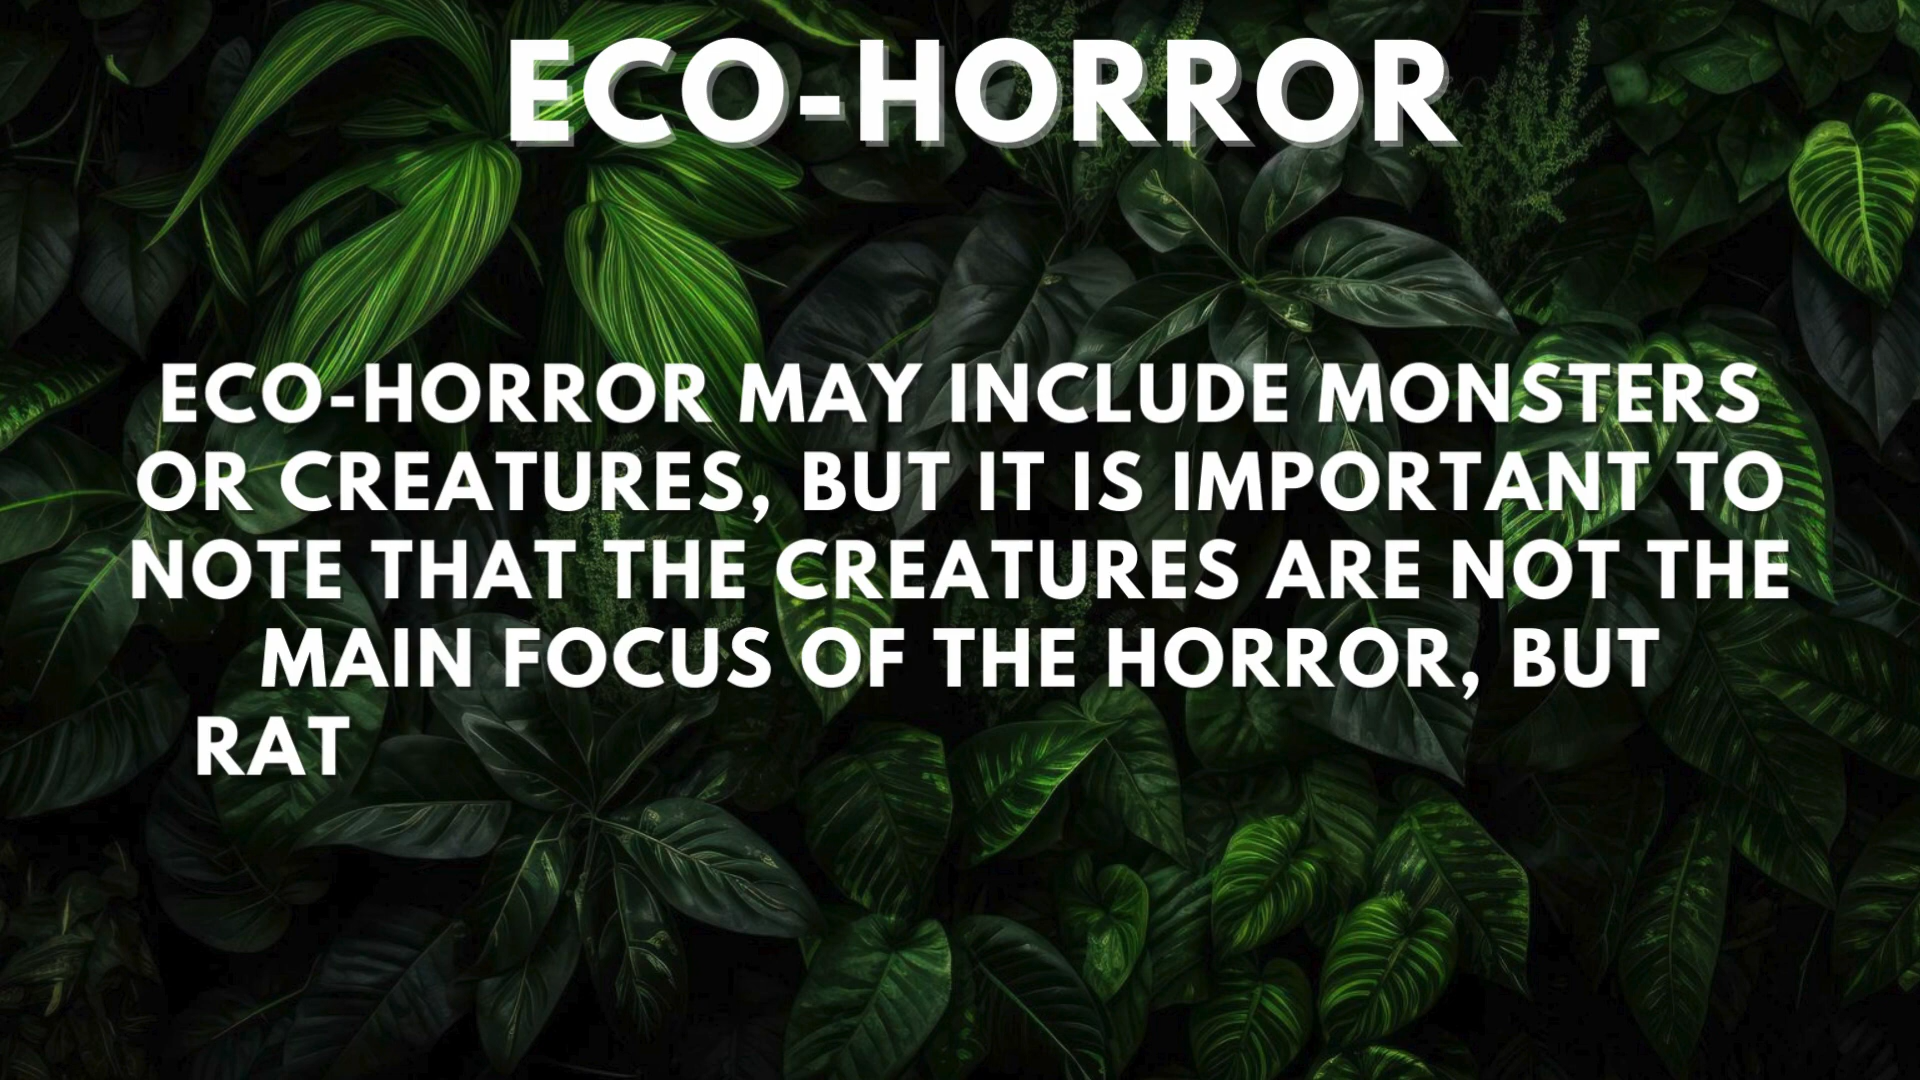 ECO-HORROR
ECO-HORROR MAY INCLUDE MONSTERS
OR CREATURES, BUT IT IS IMPORTANT TO
NOTE THAT THE CREATURES ARE NOT THE
MAIN FOCUS OF THE HORROR, BUT
RAT